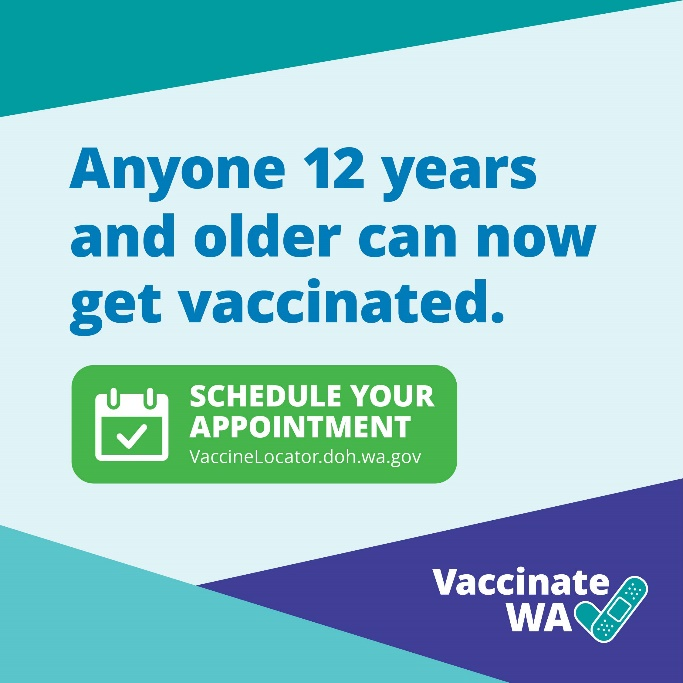 Anyone 12 years
and older can now
get vaccinated.
SCHEDULE YOUR
APPOINTMENT
VaccineLocator.doh.wa.gov
Vaccinate
WA